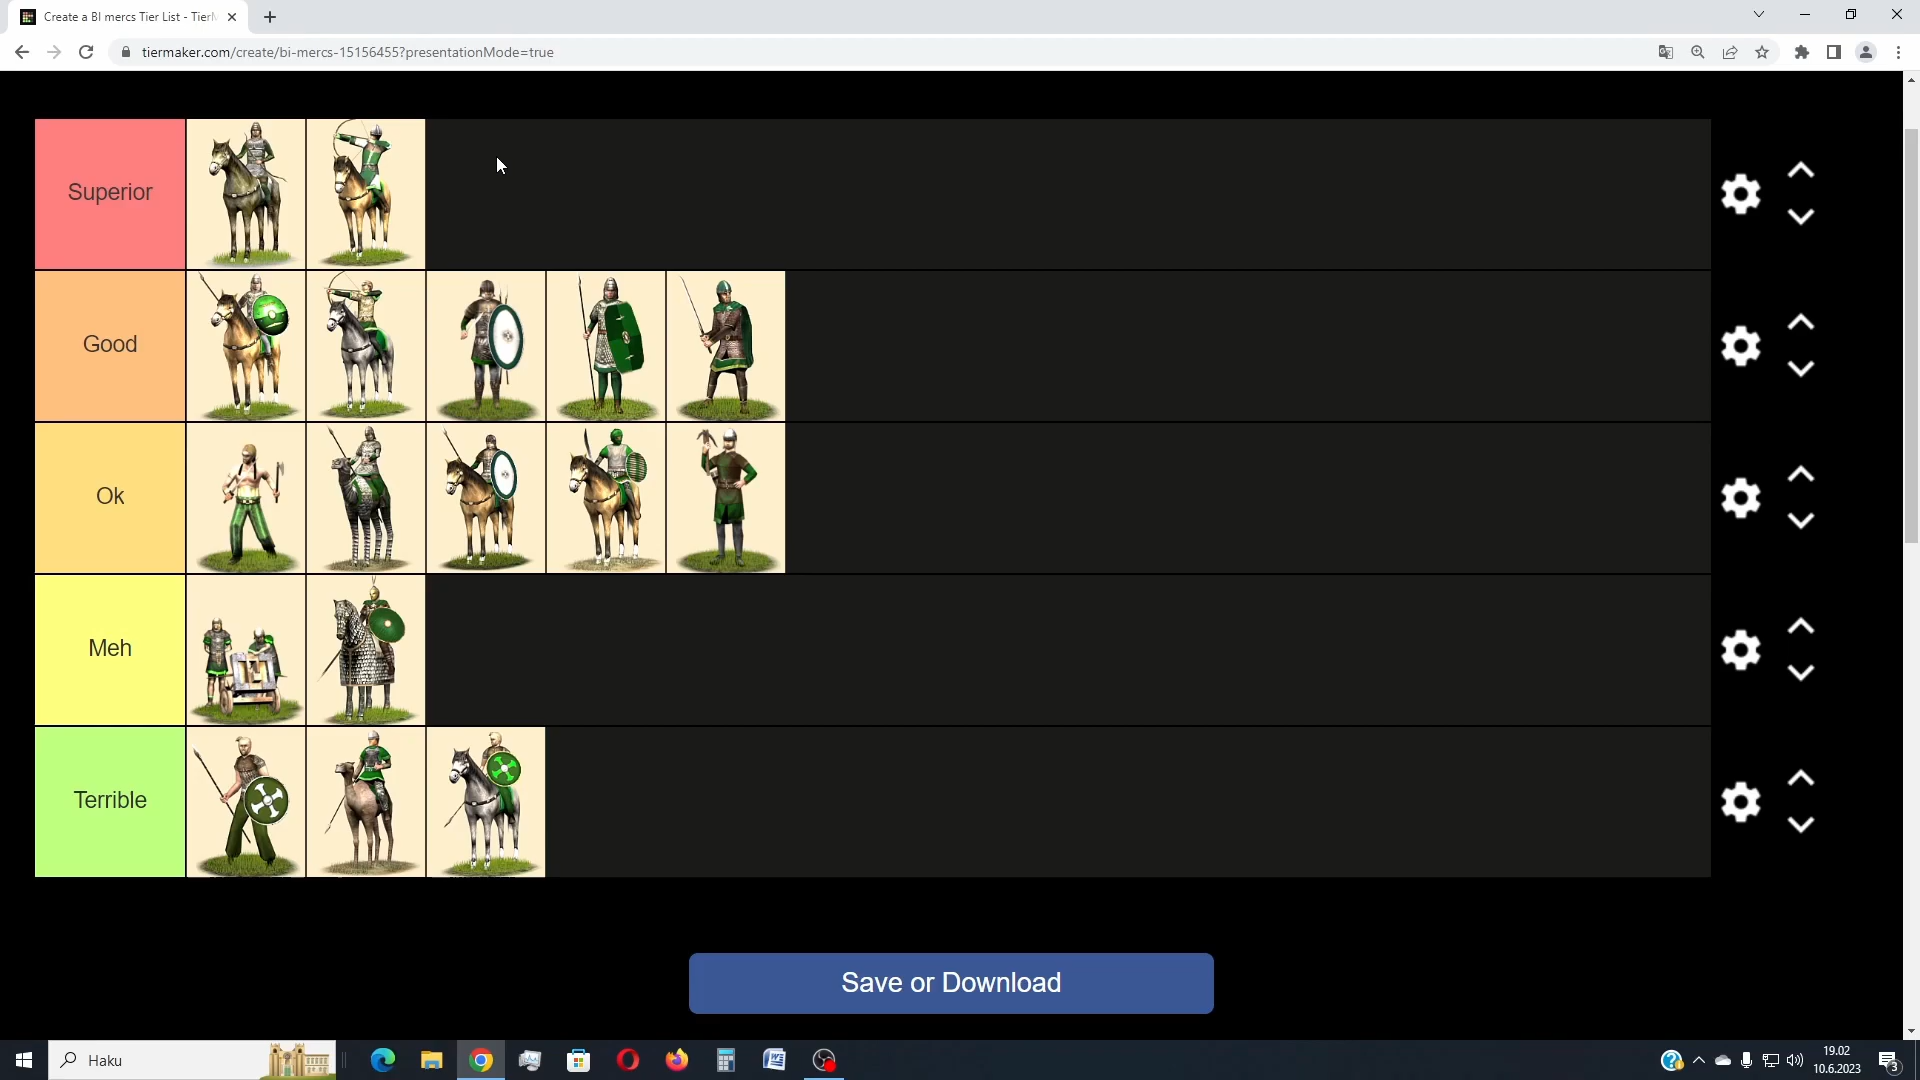 Create a BI mercs Tier List - TierM
tiermaker.com/create/bi-mercs-15156455?presentationMode=true
Superior
Good
Ok
Meh
Terrible
Save or Download
Haku
19.02
10.6.2023
3